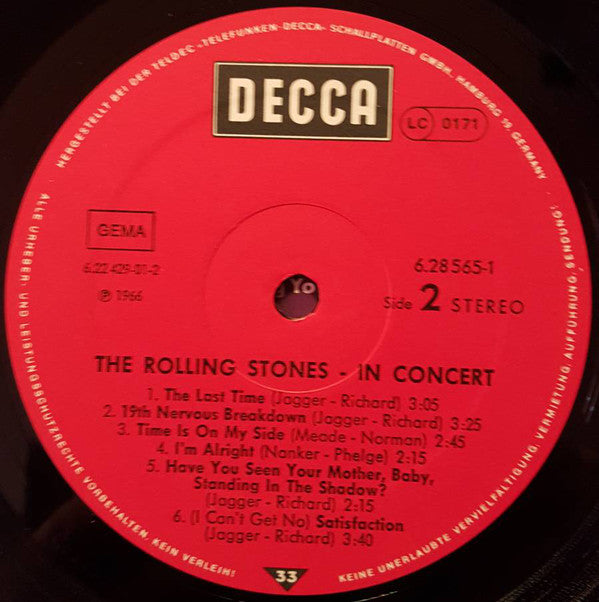 HERGESTELLT BEI DER TELDEC ‹TELEFUNKEN-DECCA› SCHALLPLATTEN GMBH, HAMBURG 19, GERMANY
DECCA
LC 0171
GEMA
6.22 429-01-2
℗ 1966
6.28565-1
Side 2 STEREO
Yo
THE ROLLING STONES - IN CONCERT
1. The Last Time (Jagger - Richard) 3:05
2. 19th Nervous Breakdown (Jagger - Richard) 3:25
3. Time Is On My Side (Meade - Norman) 2:45
4. I'm Alright (Nanker - Phelge) 2:15
5. Have You Seen Your Mother, Baby,
Standing In The Shadow?
(Jagger - Richard) 2:15
6. (I Can't Get No) Satisfaction
(Jagger - Richard) 3:40
33
ALLE URHEBER- UND LEISTUNGSSCHUTZRECHTE VORBEHALTEN. KEIN VERLEIH!
KEINE UNERLAUBTE VERVIELFÄLTIGUNG, VERMIETUNG, AUFFÜHRUNG, SENDUNG!